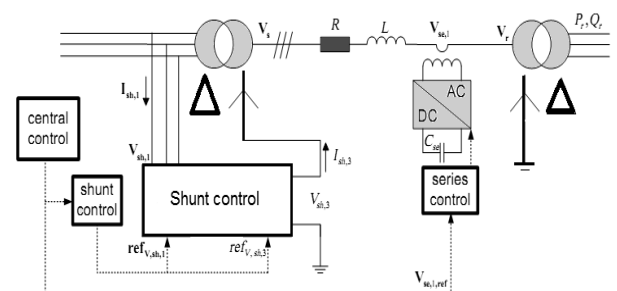 V_s
R
L
V_se,1
V_r
P_r, Q_r
I_sh,1
AC
DC
central
control
C_se
V_sh,1
I_sh,3
shunt
control
Shunt control
V_sh,3
series
control
ref_V,sh,1
ref_V,sh,3
V_se,1,ref